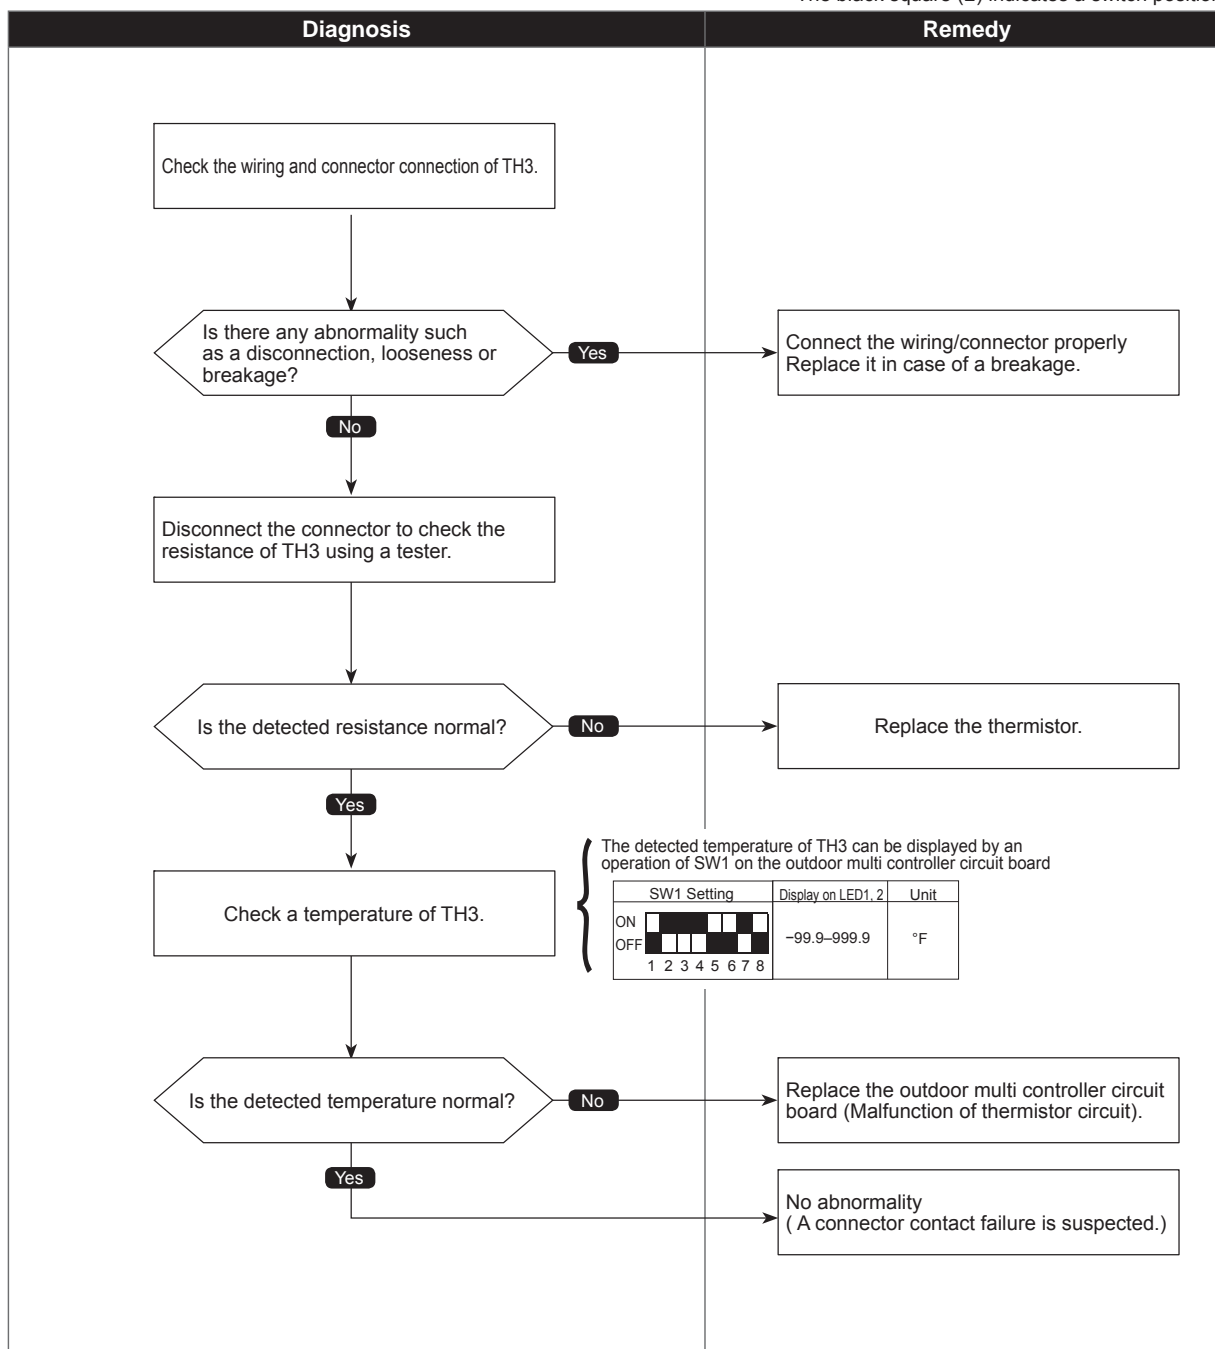 The black square (■) indicates a switch position
Diagnosis
Remedy
Check the wiring and connector connection of TH3.
Is there any abnormality such
as a disconnection, looseness or
breakage?
Yes
Connect the wiring/connector properly
Replace it in case of a breakage.
No
Disconnect the connector to check the
resistance of TH3 using a tester.
Is the detected resistance normal?
No
Replace the thermistor.
Yes
The detected temperature of TH3 can be displayed by an
operation of SW1 on the outdoor multi controller circuit board
Check a temperature of TH3.
SW1 Setting
Display on LED1, 2
Unit
ON
OFF
1 2 3 4 5 6 7 8
−99.9–999.9
°F
Is the detected temperature normal?
No
Replace the outdoor multi controller circuit
board (Malfunction of thermistor circuit).
Yes
No abnormality
( A connector contact failure is suspected.)